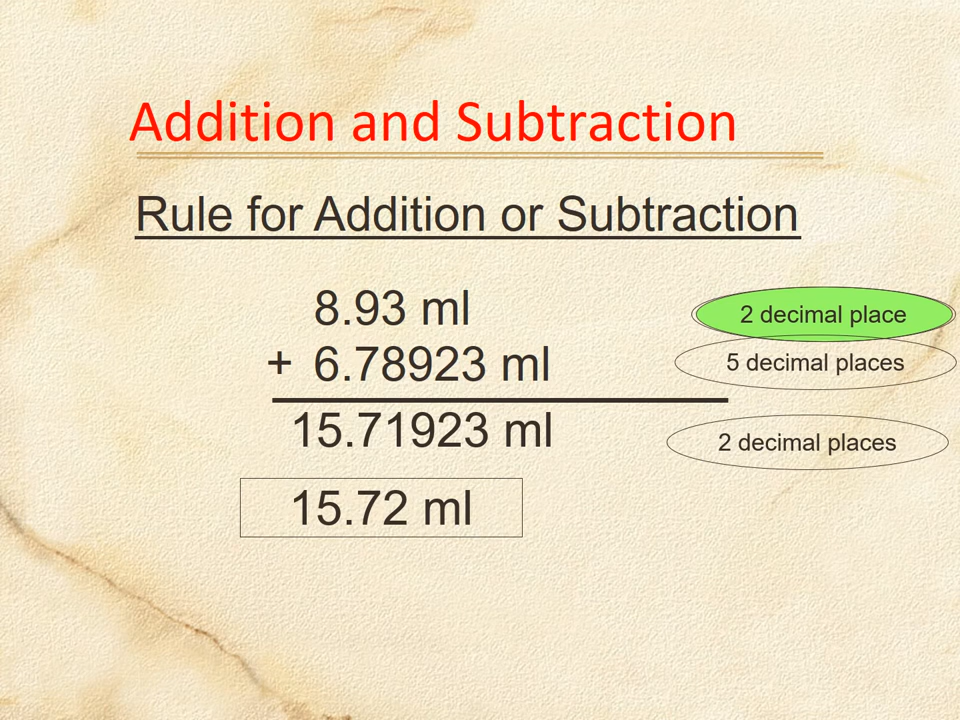 Addition and Subtraction
Rule for Addition or Subtraction
8.93 ml
2 decimal place
+ 6.78923 ml
5 decimal places
15.71923 ml
2 decimal places
15.72 ml